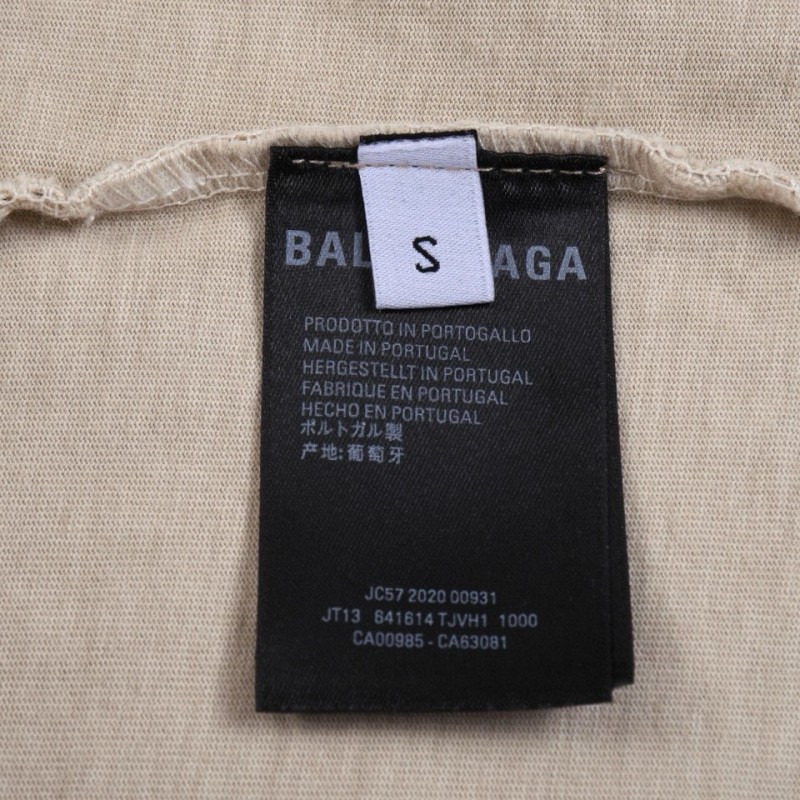 BAL AGA
S
PRODOTTO IN PORTOGALLO
MADE IN PORTUGAL
HERGESTELLT IN PORTUGAL
FABRIQUE EN PORTUGAL
HECHO EN PORTUGAL
ポルトガル製
产地:葡萄牙
JC57 2020 00931
JT13 641614 TJVH1 1000
CA00985 - CA63081